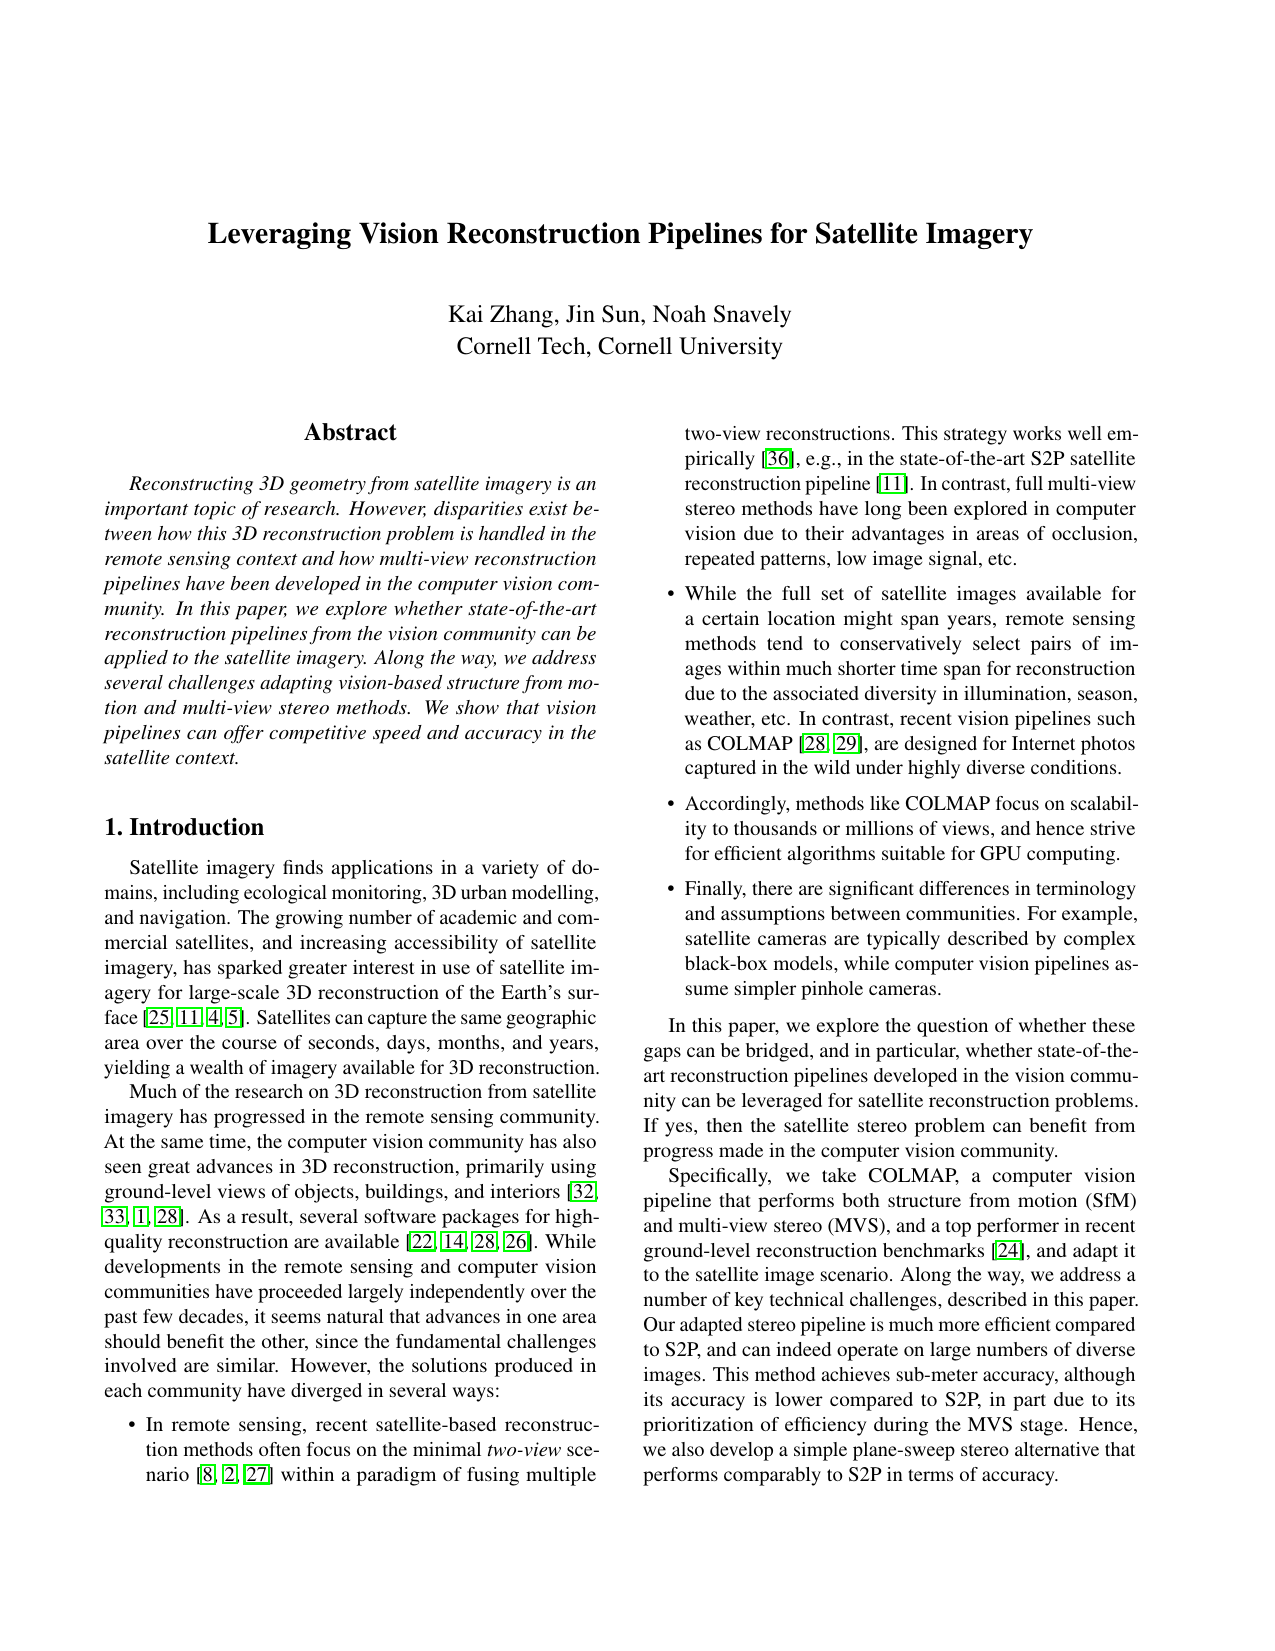 Leveraging Vision Reconstruction Pipelines for Satellite Imagery
Kai Zhang, Jin Sun, Noah Snavely
Cornell Tech, Cornell University
Abstract
Reconstructing 3D geometry from satellite imagery is an
important topic of research. However, disparities exist be-
tween how this 3D reconstruction problem is handled in the
remote sensing context and how multi-view reconstruction
pipelines have been developed in the computer vision com-
munity. In this paper, we explore whether state-of-the-art
reconstruction pipelines from the vision community can be
applied to the satellite imagery. Along the way, we address
several challenges adapting vision-based structure from mo-
tion and multi-view stereo methods. We show that vision
pipelines can offer competitive speed and accuracy in the
satellite context.
1. Introduction
Satellite imagery finds applications in a variety of do-
mains, including ecological monitoring, 3D urban modelling,
and navigation. The growing number of academic and com-
mercial satellites, and increasing accessibility of satellite
imagery, has sparked greater interest in use of satellite im-
agery for large-scale 3D reconstruction of the Earth's sur-
face [25, 11, 4, 5]. Satellites can capture the same geographic
area over the course of seconds, days, months, and years,
yielding a wealth of imagery available for 3D reconstruction.
Much of the research on 3D reconstruction from satellite
imagery has progressed in the remote sensing community.
At the same time, the computer vision community has also
seen great advances in 3D reconstruction, primarily using
ground-level views of objects, buildings, and interiors [32,
33, 1, 28]. As a result, several software packages for high-
quality reconstruction are available [22, 14, 28, 26]. While
developments in the remote sensing and computer vision
communities have proceeded largely independently over the
past few decades, it seems natural that advances in one area
should benefit the other, since the fundamental challenges
involved are similar. However, the solutions produced in
each community have diverged in several ways:
• In remote sensing, recent satellite-based reconstruc-
tion methods often focus on the minimal two-view sce-
nario [8, 2, 27] within a paradigm of fusing multiple
two-view reconstructions. This strategy works well em-
pirically [36], e.g., in the state-of-the-art S2P satellite
reconstruction pipeline [11]. In contrast, full multi-view
stereo methods have long been explored in computer
vision due to their advantages in areas of occlusion,
repeated patterns, low image signal, etc.
• While the full set of satellite images available for
a certain location might span years, remote sensing
methods tend to conservatively select pairs of im-
ages within much shorter time span for reconstruction
due to the associated diversity in illumination, season,
weather, etc. In contrast, recent vision pipelines such
as COLMAP [28, 29], are designed for Internet photos
captured in the wild under highly diverse conditions.
• Accordingly, methods like COLMAP focus on scalabil-
ity to thousands or millions of views, and hence strive
for efficient algorithms suitable for GPU computing.
• Finally, there are significant differences in terminology
and assumptions between communities. For example,
satellite cameras are typically described by complex
black-box models, while computer vision pipelines as-
sume simpler pinhole cameras.
In this paper, we explore the question of whether these
gaps can be bridged, and in particular, whether state-of-the-
art reconstruction pipelines developed in the vision commu-
nity can be leveraged for satellite reconstruction problems.
If yes, then the satellite stereo problem can benefit from
progress made in the computer vision community.
Specifically, we take COLMAP, a computer vision
pipeline that performs both structure from motion (SfM)
and multi-view stereo (MVS), and a top performer in recent
ground-level reconstruction benchmarks [24], and adapt it
to the satellite image scenario. Along the way, we address a
number of key technical challenges, described in this paper.
Our adapted stereo pipeline is much more efficient compared
to S2P, and can indeed operate on large numbers of diverse
images. This method achieves sub-meter accuracy, although
its accuracy is lower compared to S2P, in part due to its
prioritization of efficiency during the MVS stage. Hence,
we also develop a simple plane-sweep stereo alternative that
performs comparably to S2P in terms of accuracy.